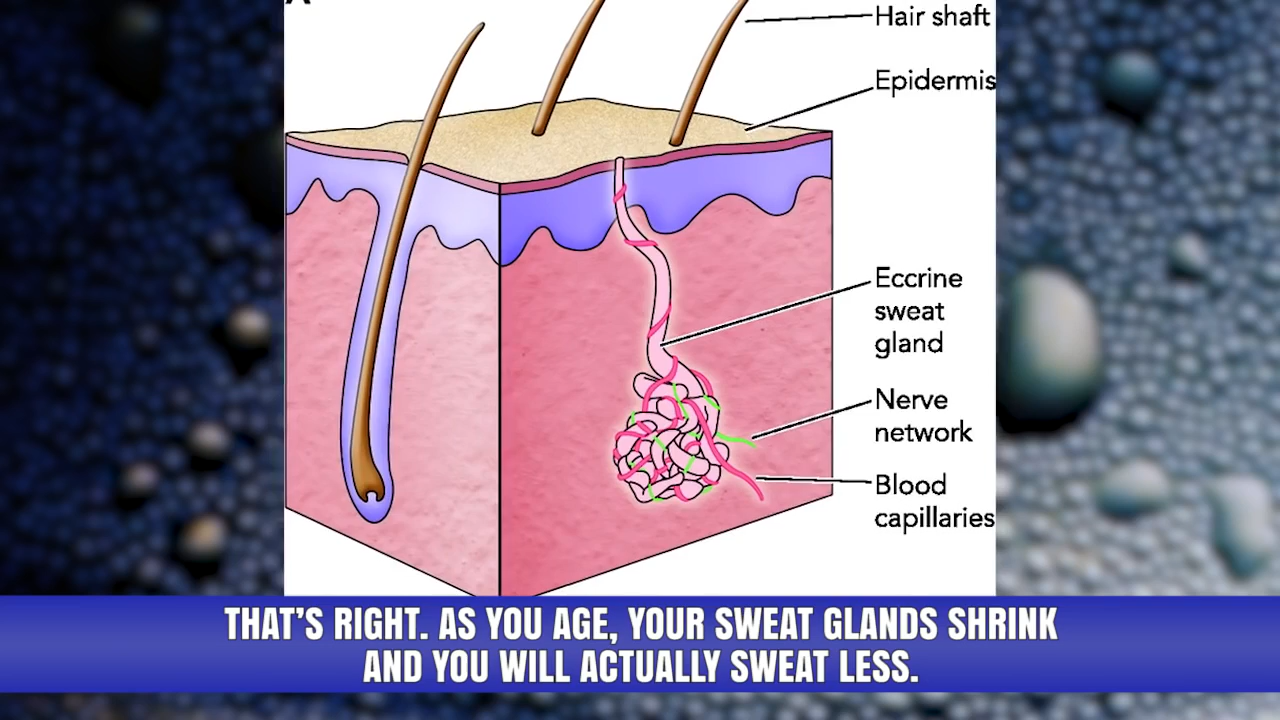 Hair shaft
Epidermis
Eccrine
sweat
gland
Nerve
network
Blood
capillaries
THAT'S RIGHT. AS YOU AGE, YOUR SWEAT GLANDS SHRINK
AND YOU WILL ACTUALLY SWEAT LESS.